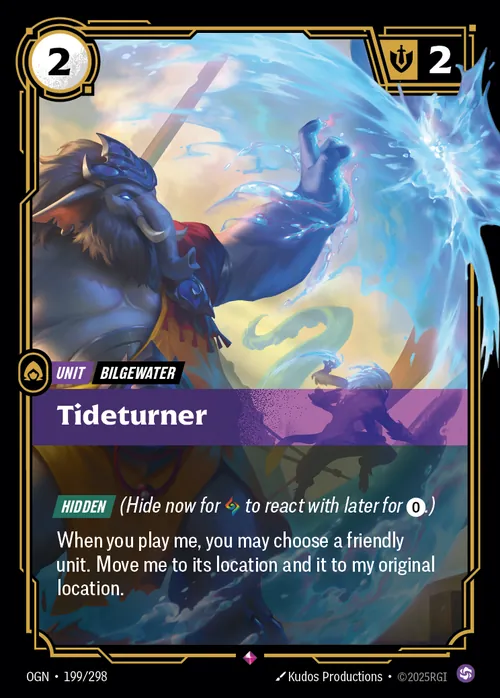 2
2
UNIT BILGEWATER
Tideturner
HIDDEN (Hide now for to react with later for 0.)
When you play me, you may choose a friendly
unit. Move me to its location and it to my original
location.
OGN • 199/298 Kudos Productions • ©2025RGI